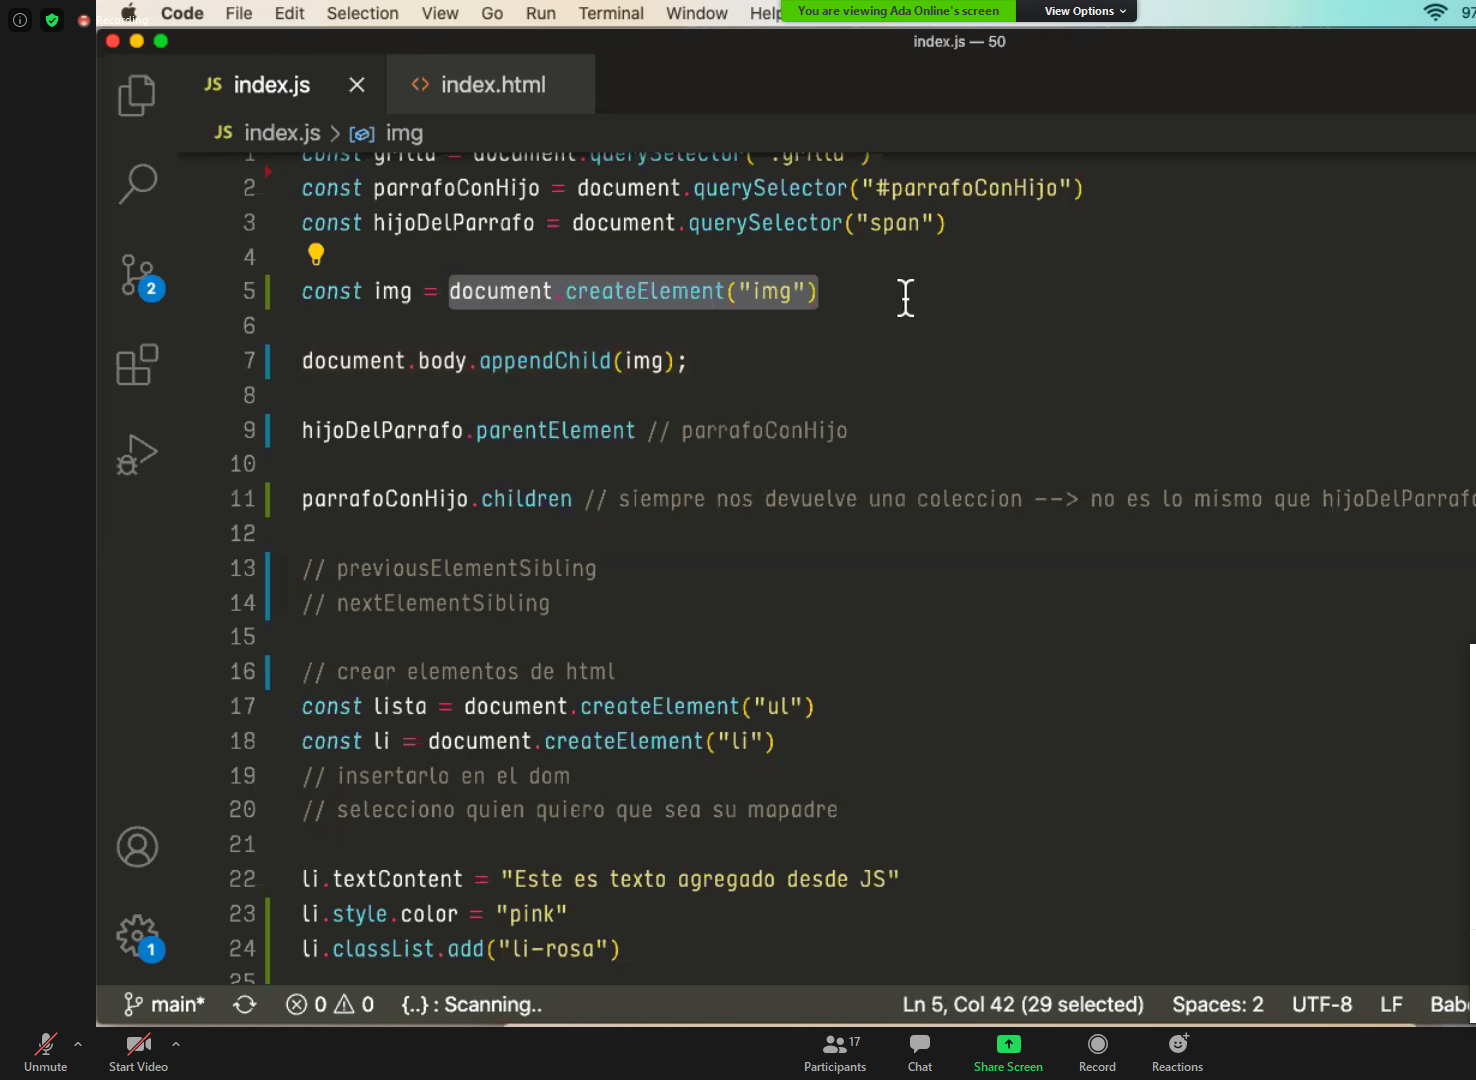 Code File Edit Selection View Go Run Terminal Window Help
You are viewing Ada Online's screen View Options
Recording
index.js — 50
JS index.js
<> index.html
JS index.js > img
1 const grilla = document.querySelector(".grilla")
2 const parrafoConHijo = document.querySelector("#parrafoConHijo")
3 const hijoDelParrafo = document.querySelector("span")
4
5 const img = document.createElement("img")
6
7 document.body.appendChild(img);
8
9 hijoDelParrafo.parentElement // parrafoConHijo
10
11 parrafoConHijo.children // siempre nos devuelve una coleccion --> no es lo mismo que hijoDelParraf
12
13 // previousElementSibling
14 // nextElementSibling
15
16 // crear elementos de html
17 const lista = document.createElement("ul")
18 const li = document.createElement("li")
19 // insertarlo en el dom
20 // selecciono quien quiero que sea su mapadre
21
22 li.textContent = "Este es texto agregado desde JS"
23 li.style.color = "pink"
24 li.classList.add("li-rosa")
25
2
1
main* 0 0 {..} : Scanning.. Ln 5, Col 42 (29 selected) Spaces: 2 UTF-8 LF Bab
Unmute Start Video Participants 17 Chat Share Screen Record Reactions